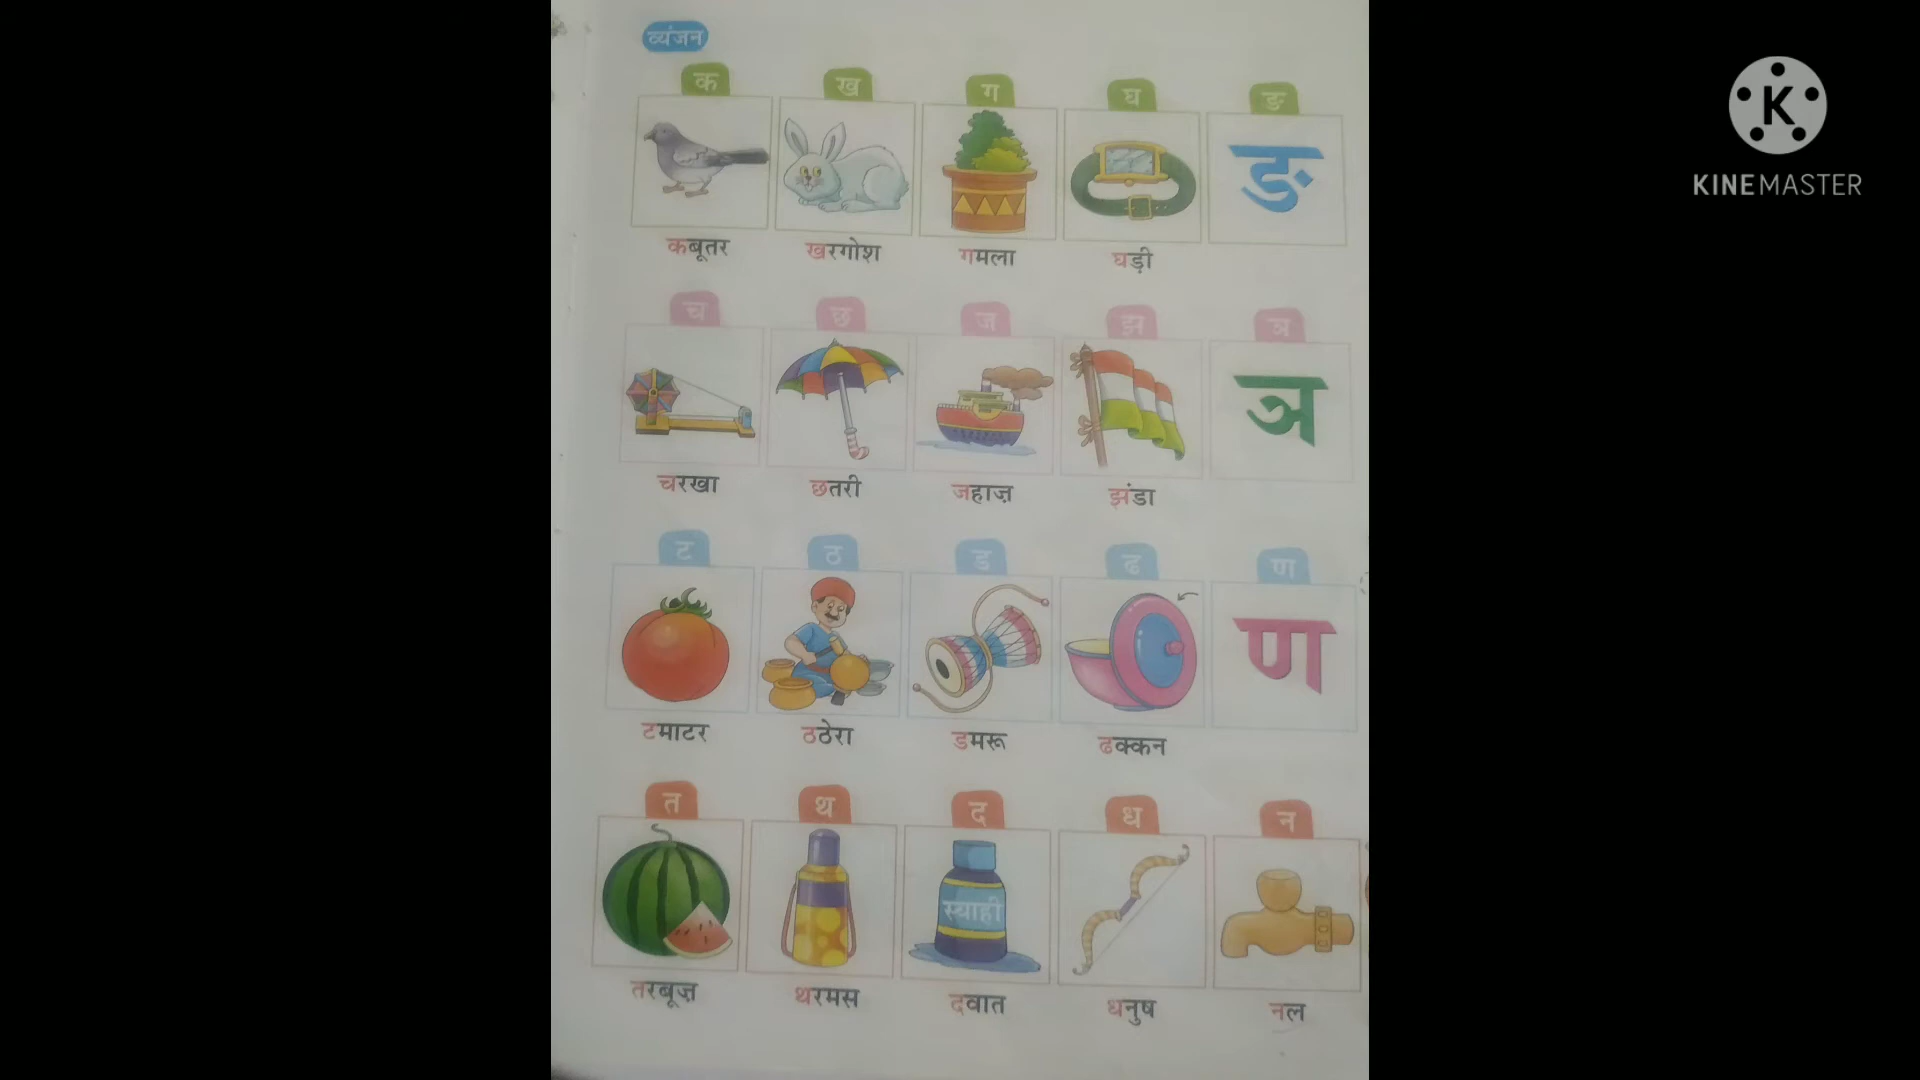 व्यंजन
क ख ग घ ङ
ङ
कबूतर खरगोश गमला घड़ी
च छ ज झ ञ
ञ
चरखा छतरी जहाज़ झंडा
ट ठ ड ढ ण
ण
टमाटर ठठेरा डमरू ढक्कन
त थ द ध न
स्याही
तरबूज़ थरमस दवात धनुष नल
K
KINEMASTER